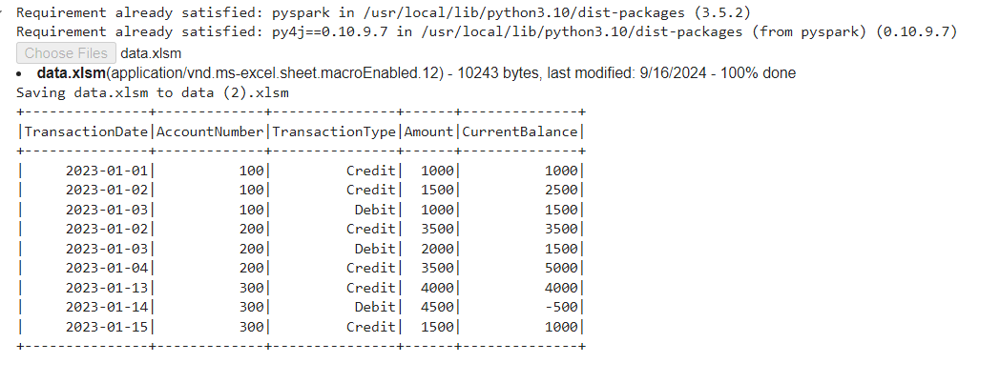 Requirement already satisfied: pyspark in /usr/local/lib/python3.10/dist-packages (3.5.2)
Requirement already satisfied: py4j==0.10.9.7 in /usr/local/lib/python3.10/dist-packages (from pyspark) (0.10.9.7)
Choose Files data.xlsm
• data.xlsm(application/vnd.ms-excel.sheet.macroEnabled.12) - 10243 bytes, last modified: 9/16/2024 - 100% done
Saving data.xlsm to data (2).xlsm
+---------------+-------------+---------------+------+--------------+
|TransactionDate|AccountNumber|TransactionType|Amount|CurrentBalance|
+---------------+-------------+---------------+------+--------------+
|     2023-01-01|          100|         Credit|  1000|          1000|
|     2023-01-02|          100|         Credit|  1500|          2500|
|     2023-01-03|          100|          Debit|  1000|          1500|
|     2023-01-02|          200|         Credit|  3500|          3500|
|     2023-01-03|          200|          Debit|  2000|          1500|
|     2023-01-04|          200|         Credit|  3500|          5000|
|     2023-01-13|          300|         Credit|  4000|          4000|
|     2023-01-14|          300|          Debit|  4500|          -500|
|     2023-01-15|          300|         Credit|  1500|          1000|
+---------------+-------------+---------------+------+--------------+